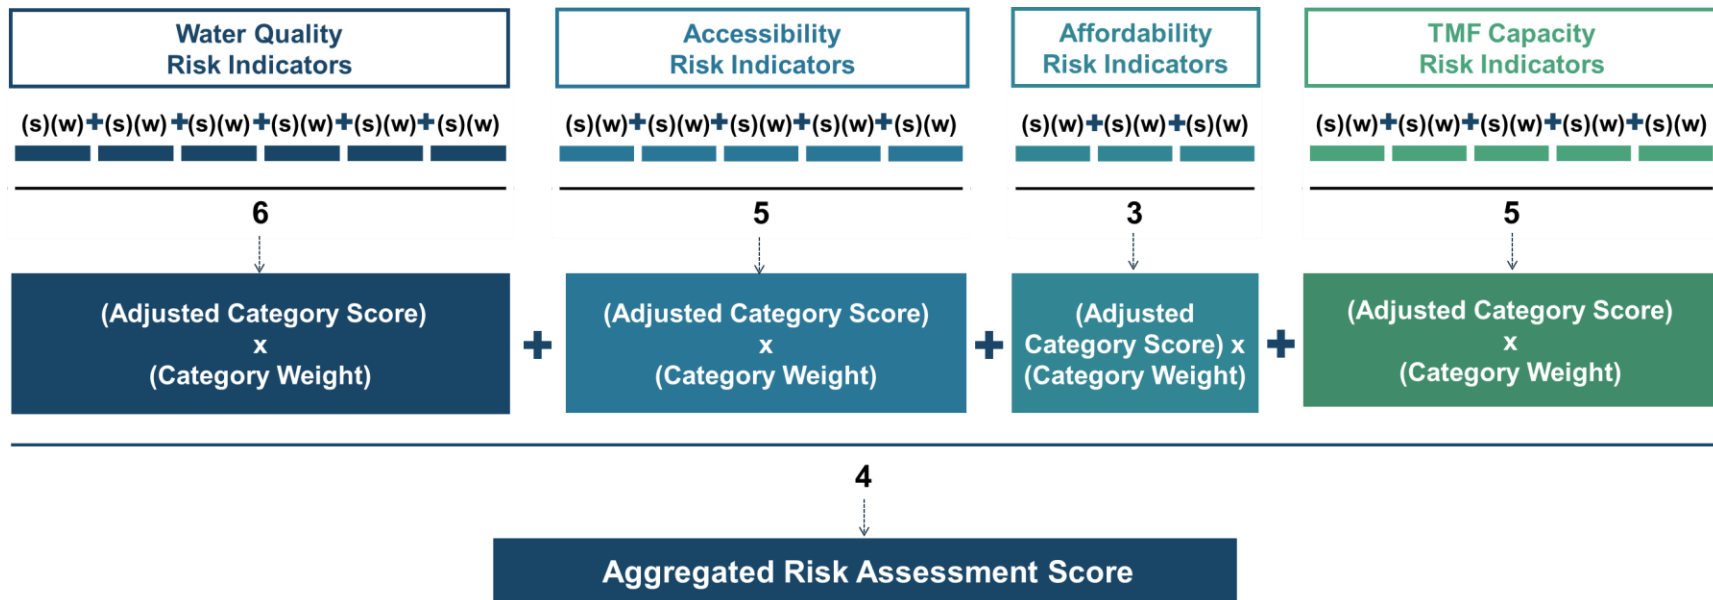 Water Quality
Risk Indicators
Accessibility
Risk Indicators
Affordability
Risk Indicators
TMF Capacity
Risk Indicators
(s)(w)+(s)(w)+(s)(w)+(s)(w)+(s)(w)+(s)(w)
(s)(w)+(s)(w)+(s)(w)+(s)(w)+(s)(w)
(s)(w)+(s)(w)+(s)(w)
(s)(w)+(s)(w)+(s)(w)+(s)(w)+(s)(w)
6
5
3
5
(Adjusted Category Score)
x
(Category Weight)
+
(Adjusted Category Score)
x
(Category Weight)
+
(Adjusted
Category Score) x
(Category Weight)
+
(Adjusted Category Score)
x
(Category Weight)
4
Aggregated Risk Assessment Score